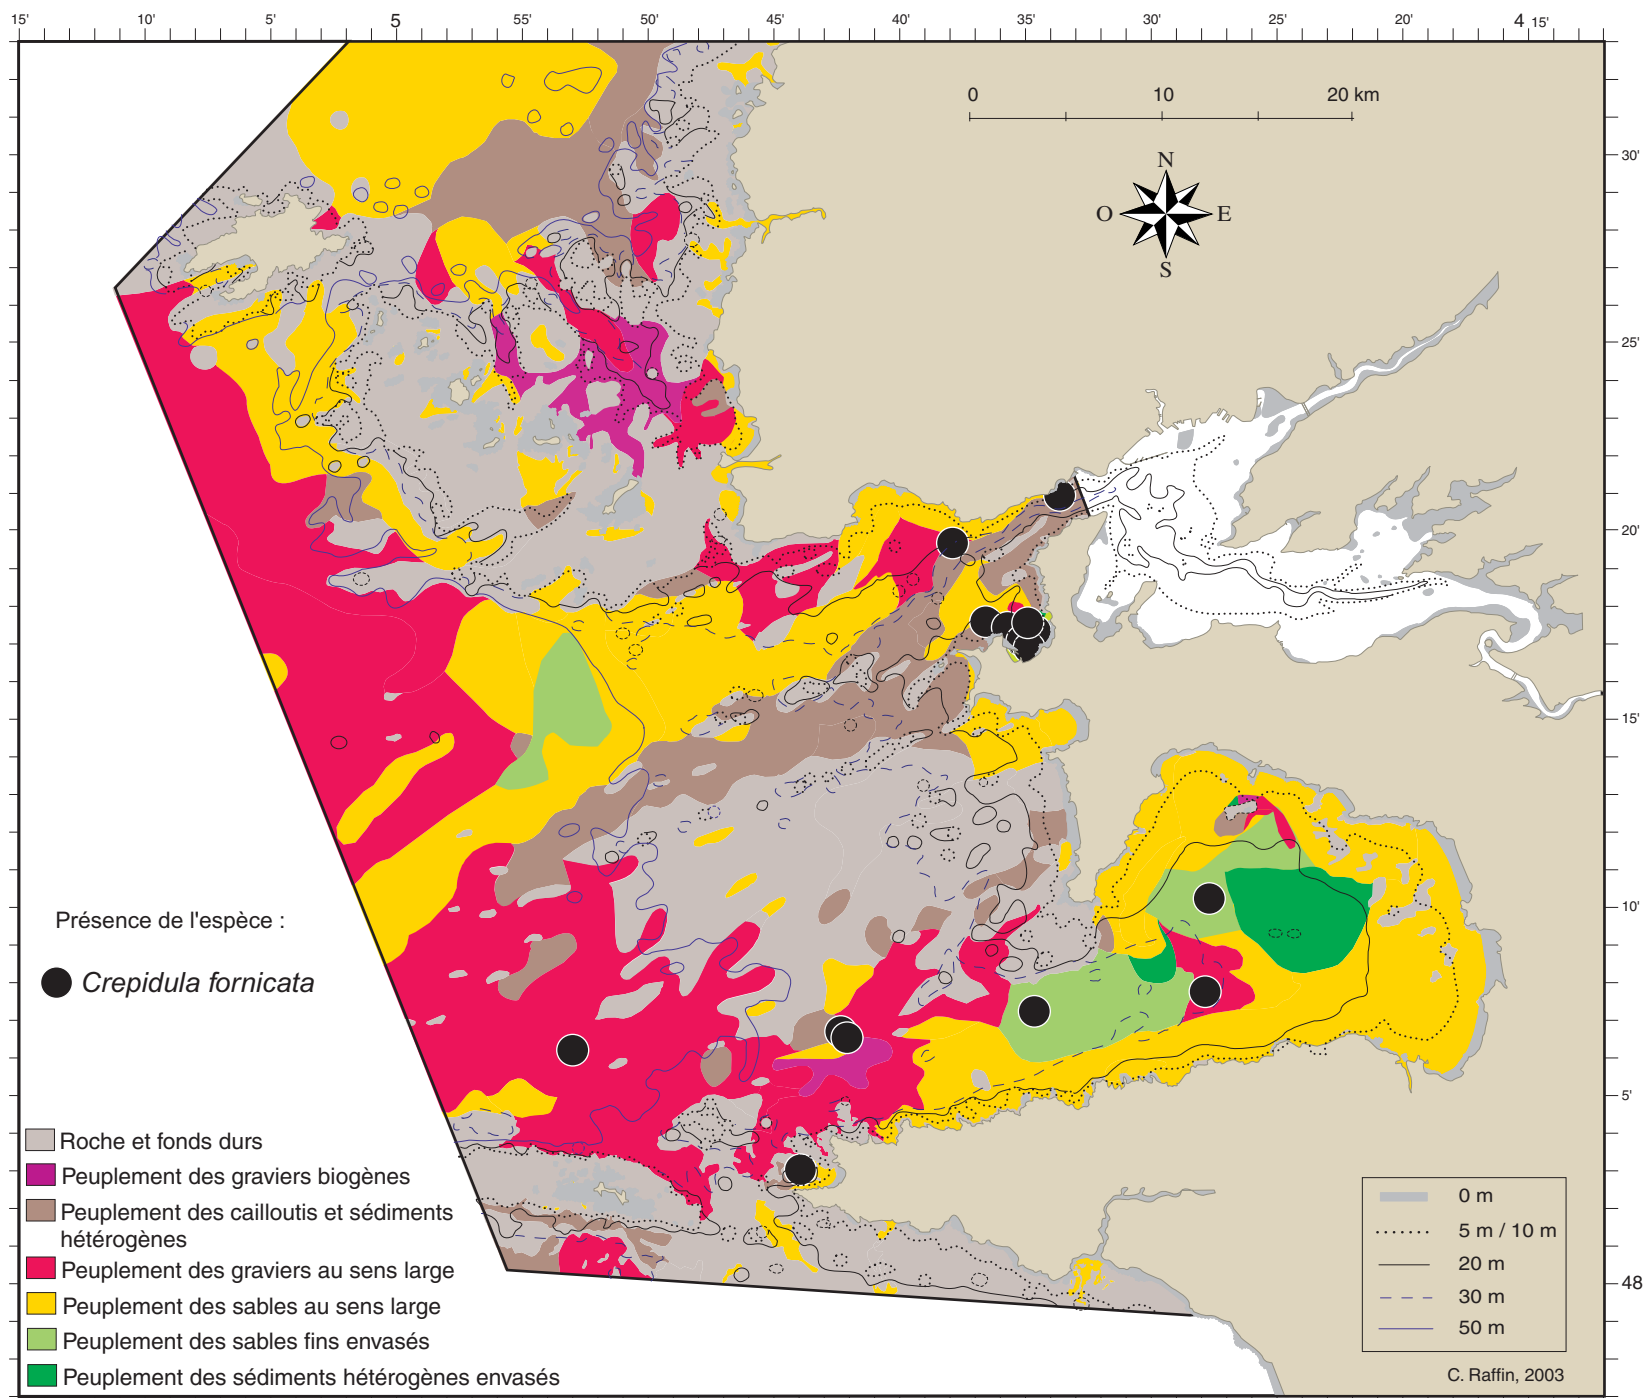 15' 10' 5' 5 55' 50' 45' 40' 35' 30' 25' 20' 4 15'
0 10 20 km
N
O E
S
30'
25'
20'
15'
10'
5'
48
Présence de l'espèce :
Crepidula fornicata
Roche et fonds durs
Peuplement des graviers biogènes
Peuplement des cailloutis et sédiments
hétérogènes
Peuplement des graviers au sens large
Peuplement des sables au sens large
Peuplement des sables fins envasés
Peuplement des sédiments hétérogènes envasés
0 m
5 m / 10 m
20 m
30 m
50 m
C. Raffin, 2003